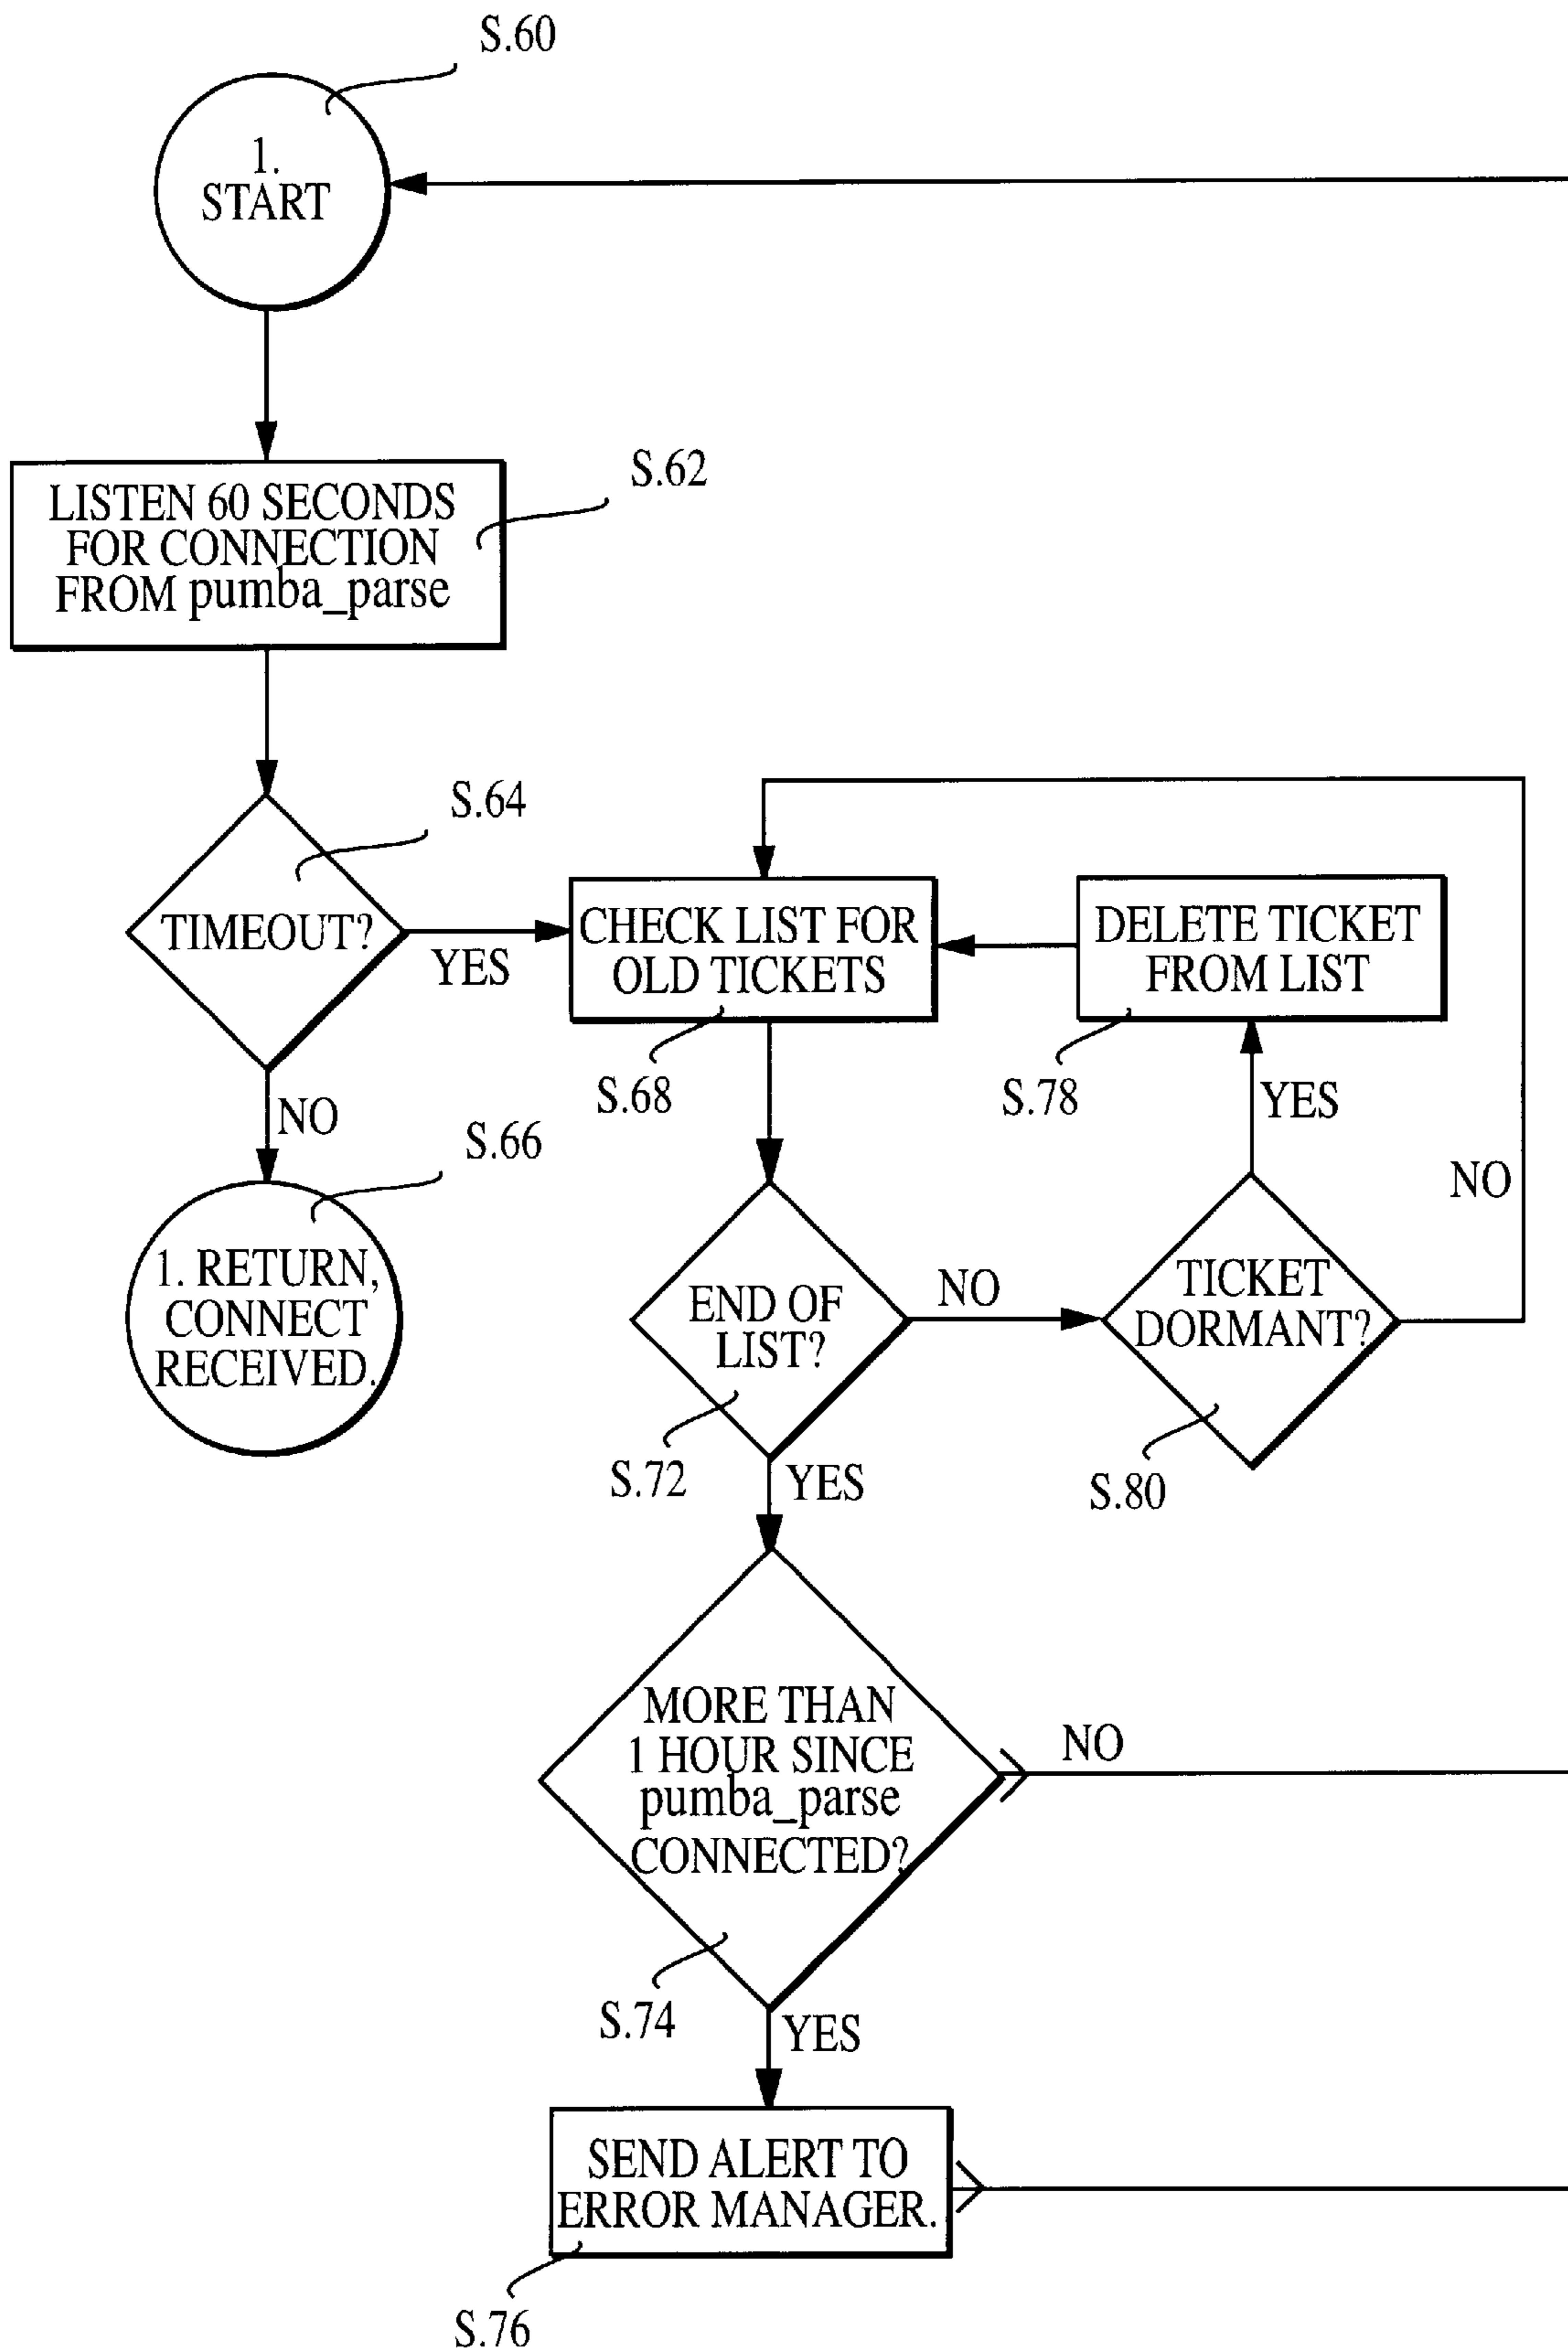 S.60
1.
START
S.62
LISTEN 60 SECONDS
FOR CONNECTION
FROM pumba_parse
S.64
TIMEOUT?
YES
NO
S.66
1. RETURN,
CONNECT
RECEIVED.
CHECK LIST FOR
OLD TICKETS
S.68
DELETE TICKET
FROM LIST
S.78
YES
NO
END OF
LIST?
NO
S.72
YES
TICKET
DORMANT?
S.80
MORE THAN
1 HOUR SINCE
pumba_parse
CONNECTED?
NO
S.74
YES
SEND ALERT TO
ERROR MANAGER.
S.76